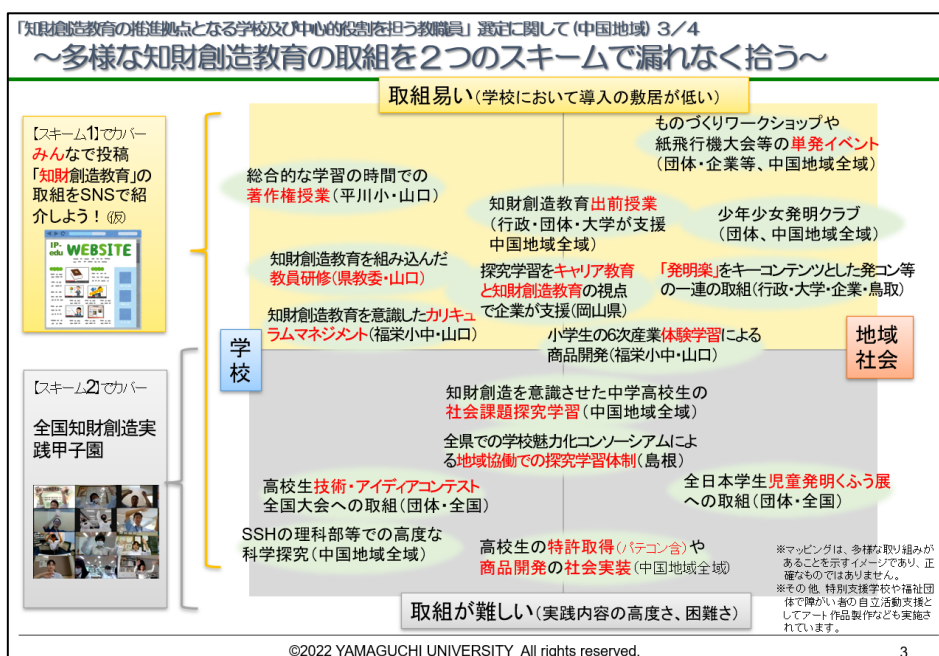 「知財創造教育の推進拠点となる学校及び中心的役割を担う教職員」選定に関して(中国地域) 3/4
～多様な知財創造教育の取組を２つのスキームで漏れなく拾う～
取組易い(学校において導入の敷居が低い)
【スキーム1】でカバー
みんなで投稿
「知財創造教育」の
取組をSNSで紹
介しよう！(仮)
IP-edu WEBSITE
ものづくりワークショップや
紙飛行機大会等の単発イベント
(団体・企業等、中国地域全域)
総合的な学習の時間での
著作権授業(平川小・山口)
知財創造教育出前授業
(行政・団体・大学が支援
中国地域全域)
少年少女発明クラブ
(団体、中国地域全域)
知財創造教育を組み込んだ
教員研修(県教委・山口)
探究学習をキャリア教育
と知財創造教育の視点
で企業が支援(岡山県)
「発明楽」をキーコンテンツとした発コン等
の一連の取組(行政・大学・企業・鳥取)
知財創造教育を意識したカリキュ
ラムマネジメント(福栄小中・山口)
小学生の6次産業体験学習による
商品開発(福栄小中・山口)
学校
地域
社会
【スキーム2】でカバー
全国知財創造実
践甲子園
知財創造を意識させた中学高校生の
社会課題探究学習(中国地域全域)
全県での学校魅力化コンソーシアムによ
る地域協働での探究学習体制(島根)
高校生技術・アイディアコンテスト
全国大会への取組(団体・全国)
全日本学生児童発明くふう展
への取組(団体・全国)
SSHの理科部等での高度な
科学探究(中国地域全域)
高校生の特許取得(パテコン含)や
商品開発の社会実装(中国地域全域)
※マッピングは、多様な取り組みが
あることを示すイメージであり、正
確なものではありません。
※その他、特別支援学校や福祉団
体で障がい者の自立活動支援と
してアート作品製作なども実施さ
れています。
取組が難しい(実践内容の高度さ、困難さ)
©2022 YAMAGUCHI UNIVERSITY All rights reserved.
3